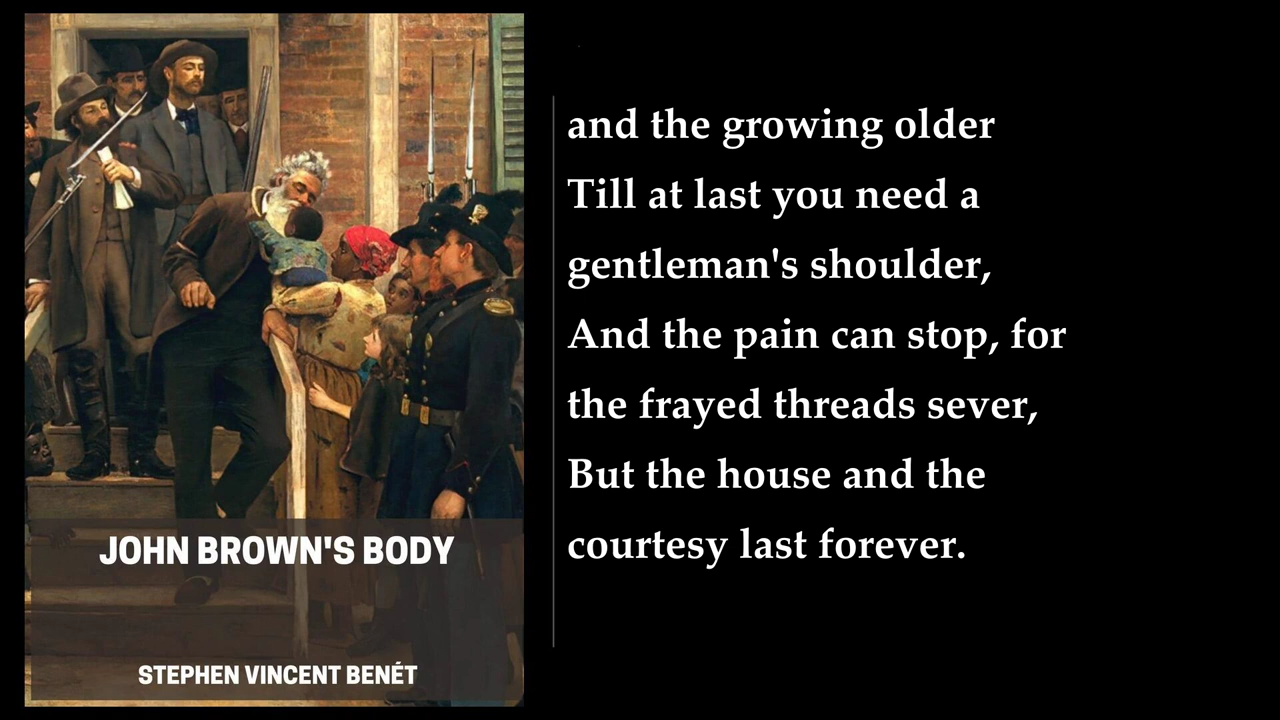 JOHN BROWN'S BODY
STEPHEN VINCENT BENÉT
and the growing older
Till at last you need a
gentleman's shoulder,
And the pain can stop, for
the frayed threads sever,
But the house and the
courtesy last forever.